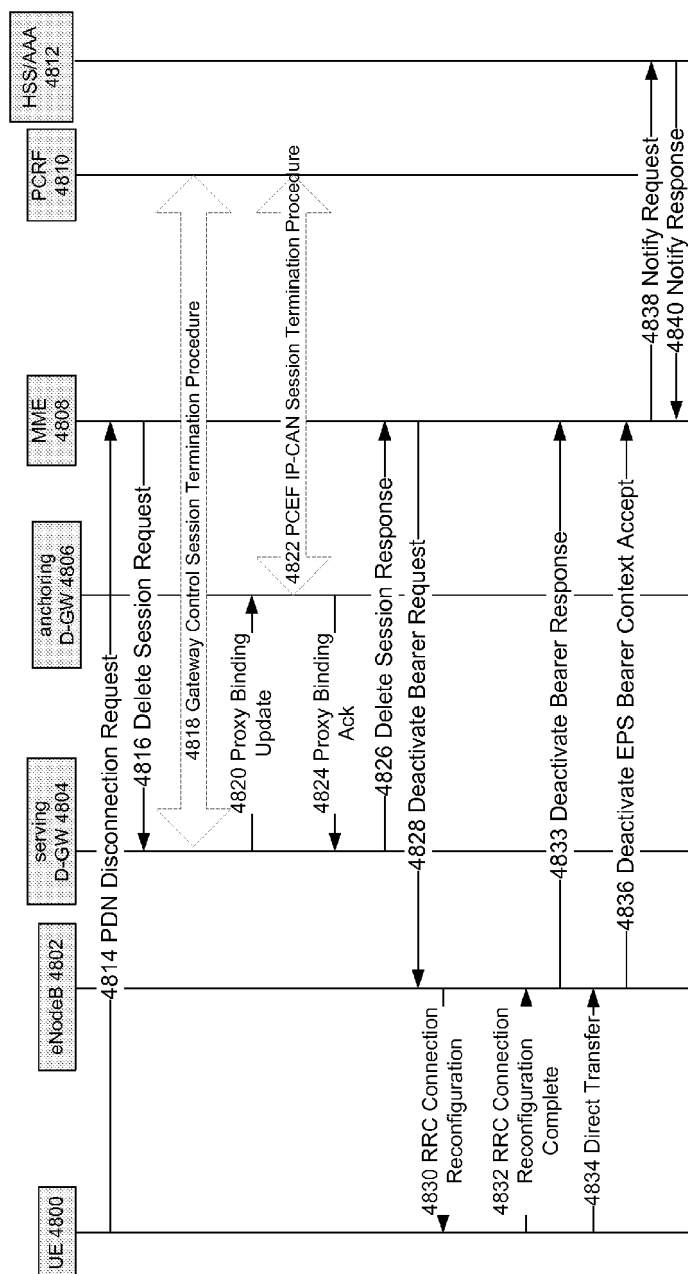 UE 4800
eNodeB 4802
serving
D-GW 4804
anchoring
D-GW 4806
MME
4808
PCRF
4810
HSS/AAA
4812
4814 PDN Disconnection Request
4816 Delete Session Request
4818 Gateway Control Session Termination Procedure
4820 Proxy Binding
Update
4822 PCEF IP-CAN Session Termination Procedure
4824 Proxy Binding
Ack
4826 Delete Session Response
4828 Deactivate Bearer Request
4830 RRC Connection
Reconfiguration
4832 RRC Connection
Reconfiguration
Complete
4833 Deactivate Bearer Response
4834 Direct Transfer
4836 Deactivate EPS Bearer Context Accept
4838 Notify Request
4840 Notify Response